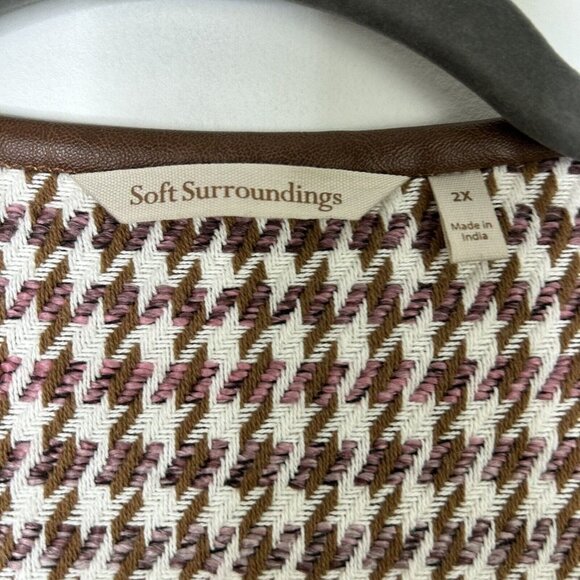 Soft Surroundings
2X
Made in
India